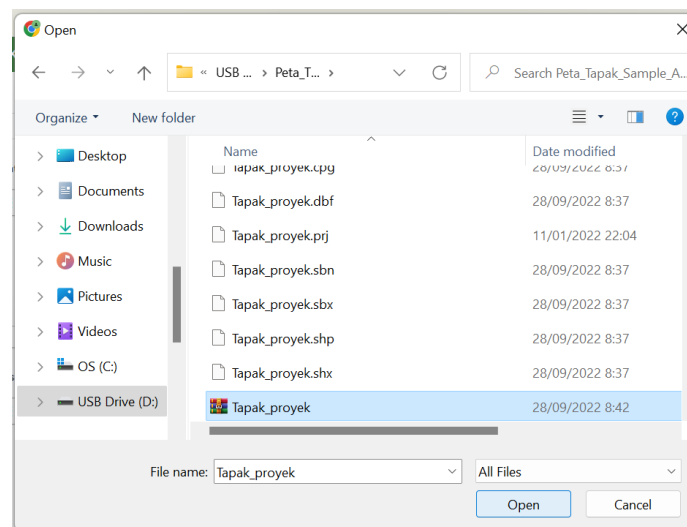 Open
« USB ... › Peta_T... ›
Search Peta_Tapak_Sample_A...
Organize
New folder
Name
Date modified
Desktop
Documents
Downloads
Music
Pictures
Videos
OS (C:)
USB Drive (D:)
Tapak_proyek.cpg 28/09/2022 8:37
Tapak_proyek.dbf 28/09/2022 8:37
Tapak_proyek.prj 11/01/2022 22:04
Tapak_proyek.sbn 28/09/2022 8:37
Tapak_proyek.sbx 28/09/2022 8:37
Tapak_proyek.shp 28/09/2022 8:37
Tapak_proyek.shx 28/09/2022 8:37
Tapak_proyek 28/09/2022 8:42
File name: Tapak_proyek
All Files
Open
Cancel